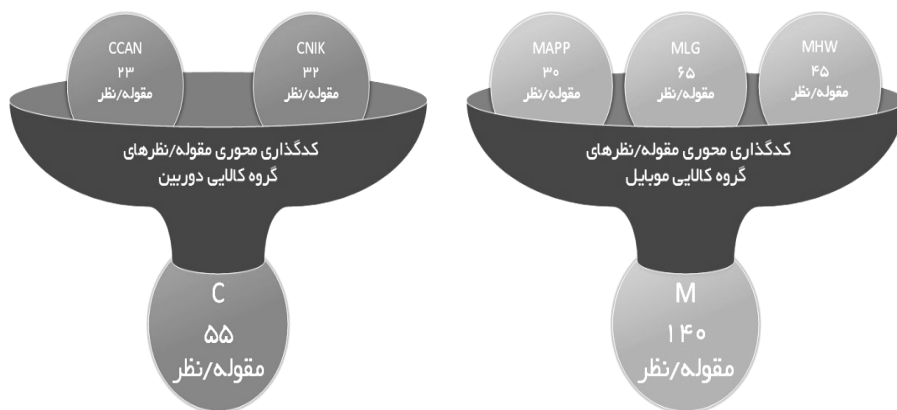 CCAN
۲۳
مقوله/نظر
CNIK
۳۲
مقوله/نظر
کدگذاری محوری مقوله/نظرهای
گروه کالایی دوربین
C
۵۵
مقوله/نظر
MAPP
۳۰
مقوله/نظر
MLG
۶۵
مقوله/نظر
MHW
۴۵
مقوله/نظر
کدگذاری محوری مقوله/نظرهای
گروه کالایی موبایل
M
۱۴۰
مقوله/نظر